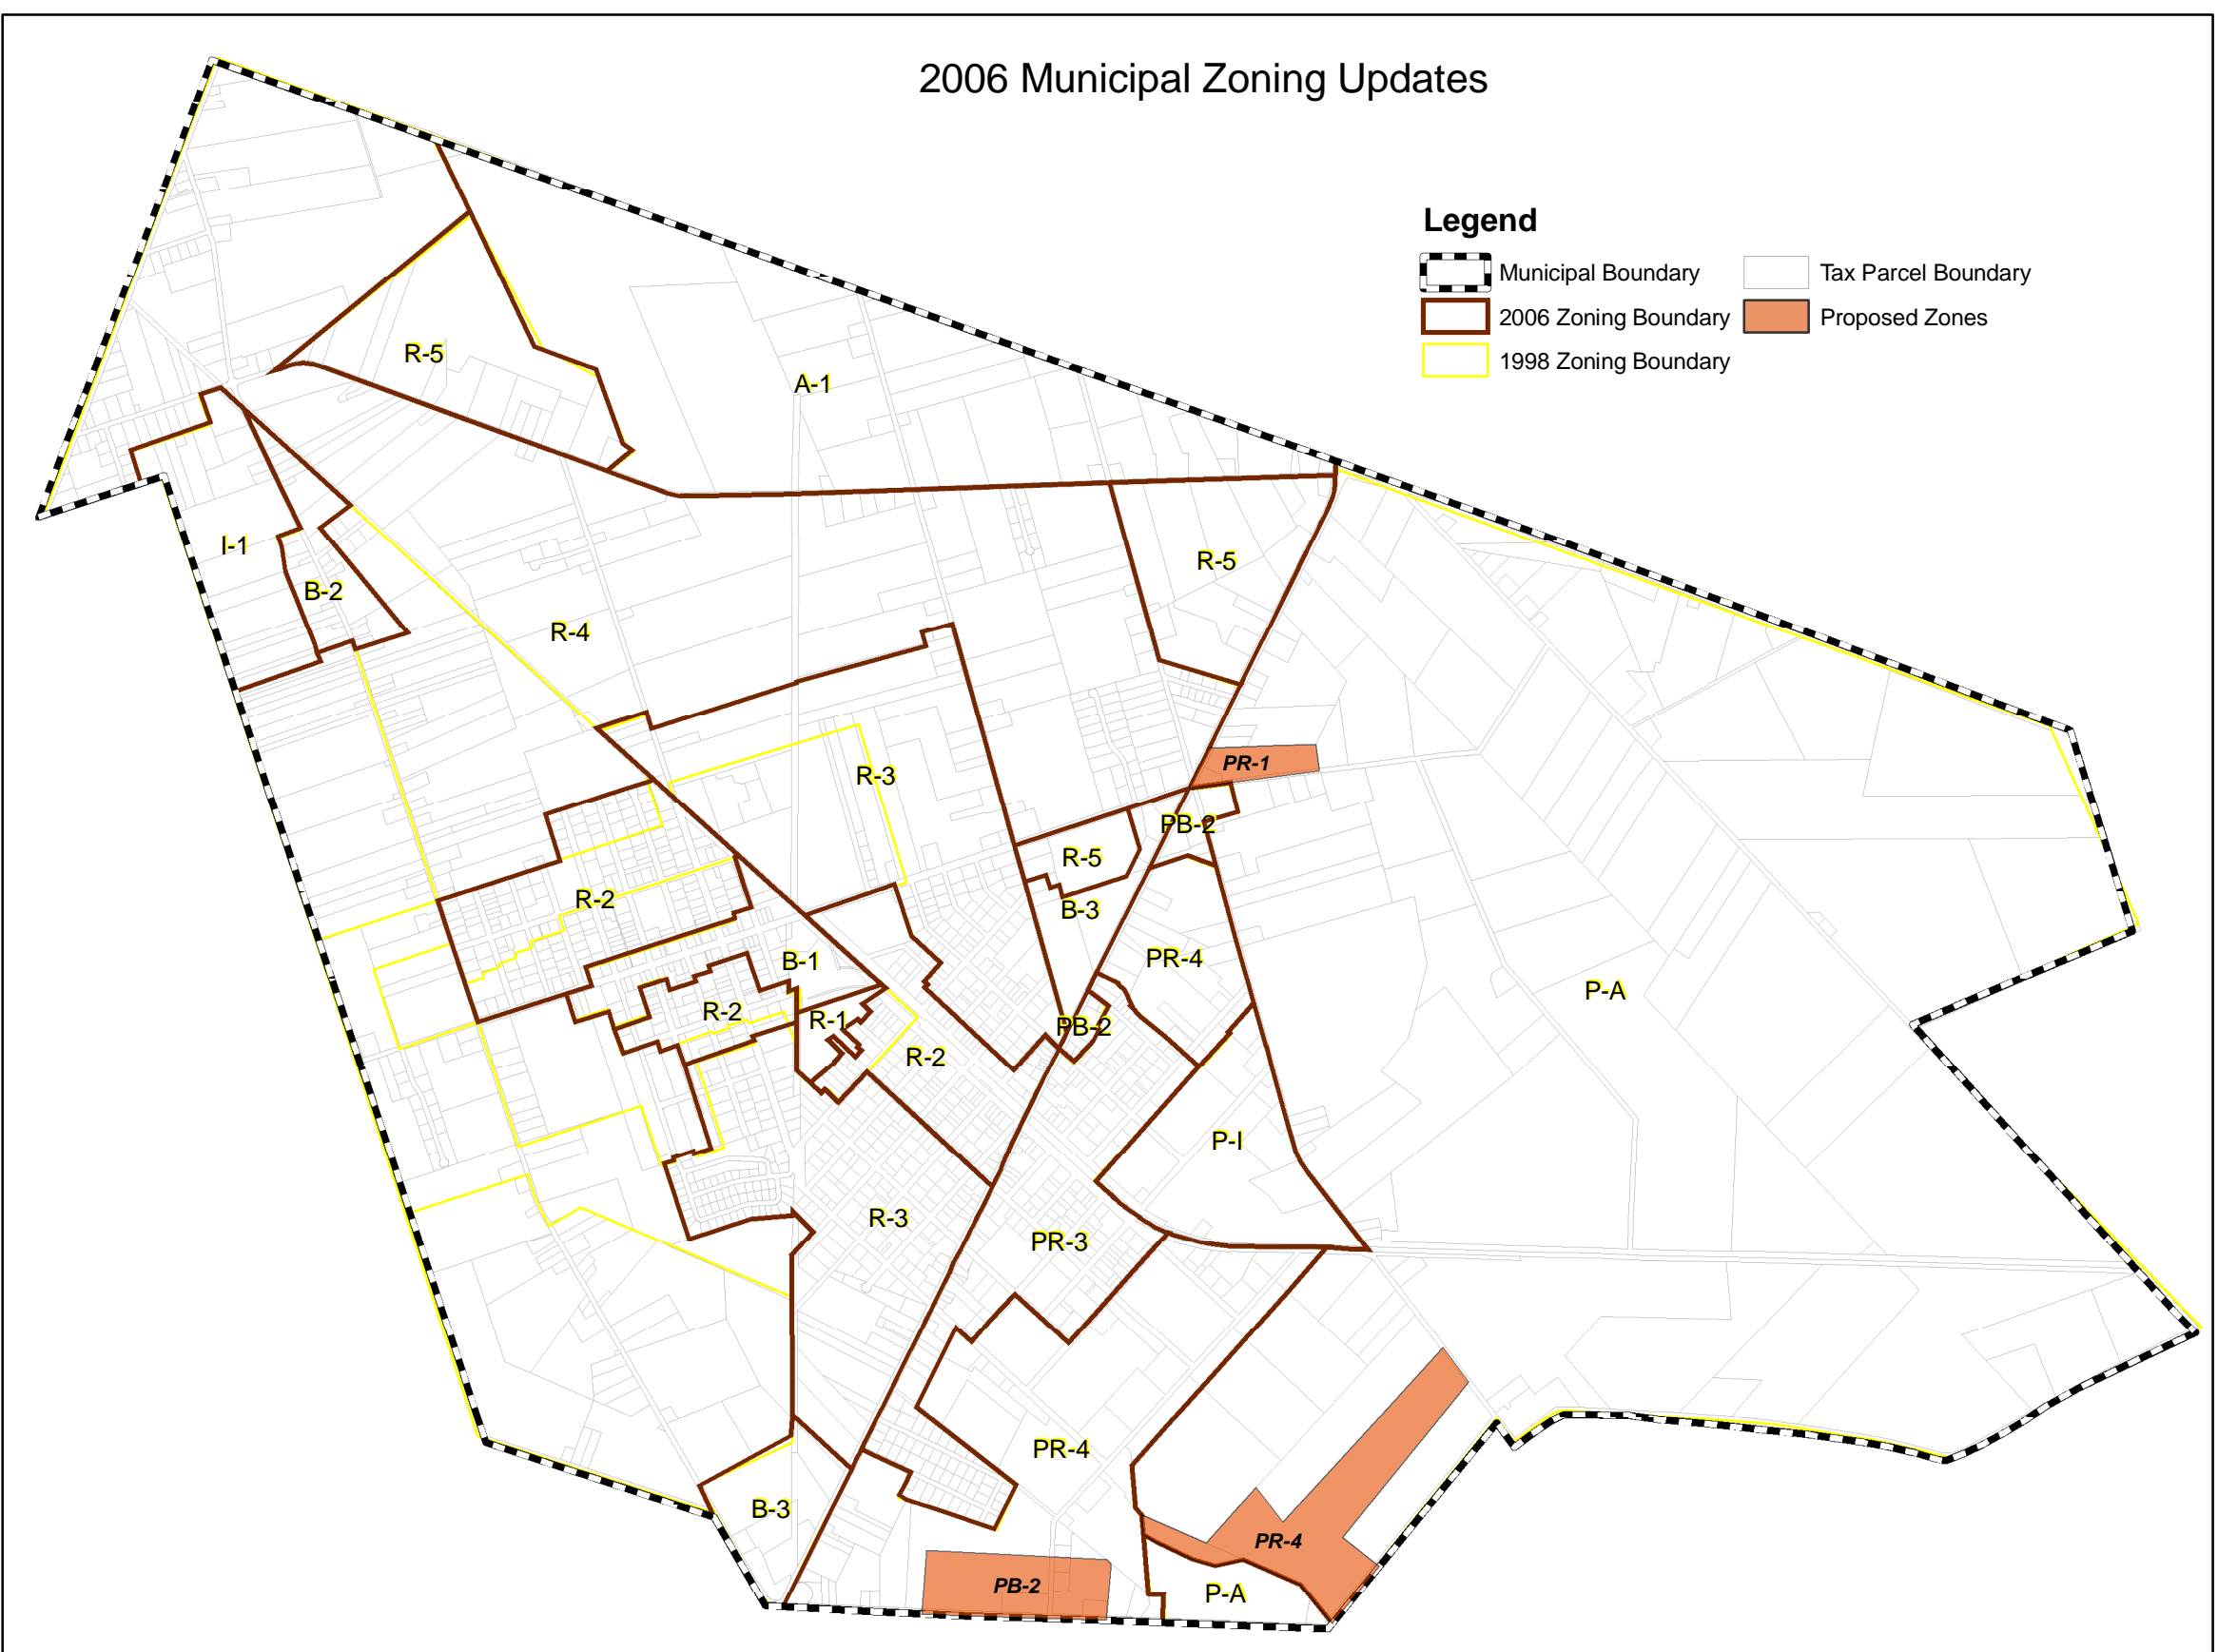 2006 Municipal Zoning Updates
Legend
Municipal Boundary
Tax Parcel Boundary
2006 Zoning Boundary
Proposed Zones
1998 Zoning Boundary
R-5
A-1
I-1
R-5
B-2
R-4
PR-1
R-3
PB-2
R-5
R-2
B-3
B-1
PR-4
P-A
R-2
R-1
PB-2
R-2
P-I
R-3
PR-3
PR-4
B-3
PR-4
PB-2
P-A